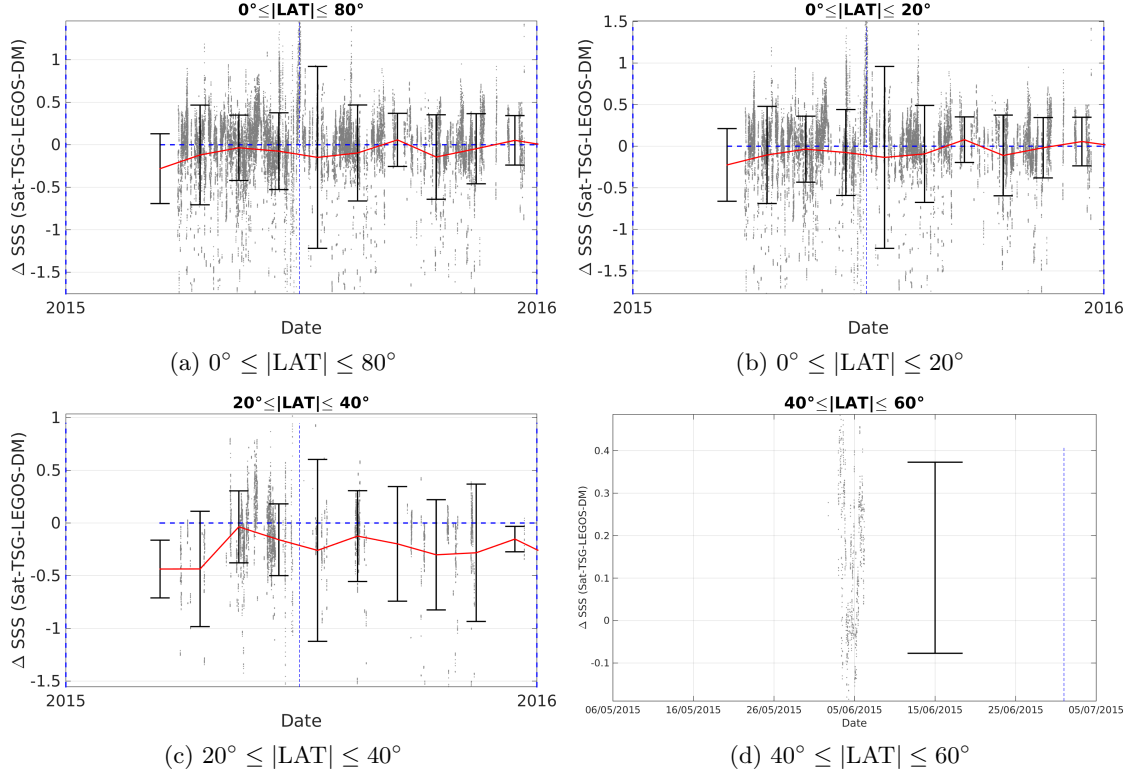 0°≤|LAT|≤ 80°
Δ SSS (Sat-TSG-LEGOS-DM)
1
0.5
0
-0.5
-1
-1.5
2015
2016
Date
(a) 0° ≤ |LAT| ≤ 80°
0°≤|LAT|≤ 20°
Δ SSS (Sat-TSG-LEGOS-DM)
1.5
1
0.5
0
-0.5
-1
-1.5
2015
2016
Date
(b) 0° ≤ |LAT| ≤ 20°
20°≤|LAT|≤ 40°
Δ SSS (Sat-TSG-LEGOS-DM)
1
0.5
0
-0.5
-1
-1.5
2015
2016
Date
(c) 20° ≤ |LAT| ≤ 40°
40°≤|LAT|≤ 60°
Δ SSS (Sat-TSG-LEGOS-DM)
0.4
0.3
0.2
0.1
0
-0.1
06/05/2015 16/05/2015 26/05/2015 05/06/2015 15/06/2015 25/06/2015 05/07/2015
Date
(d) 40° ≤ |LAT| ≤ 60°